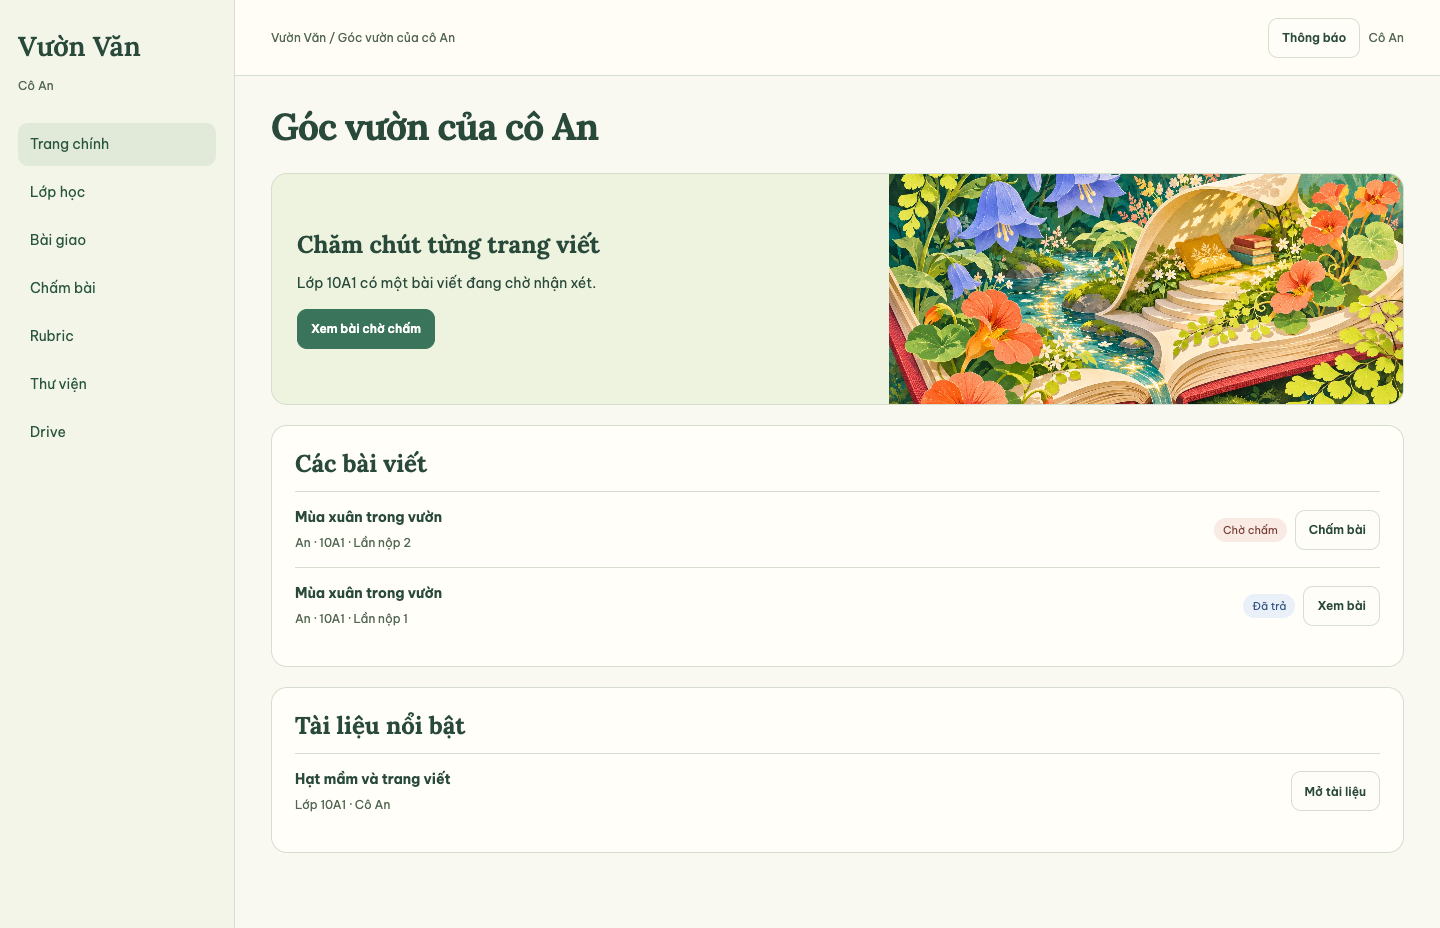 Vườn Văn
Cô An
Trang chính
Lớp học
Bài giao
Chấm bài
Rubric
Thư viện
Drive
Vườn Văn / Góc vườn của cô An
Thông báo
Cô An
Góc vườn của cô An
Chăm chút từng trang viết
Lớp 10A1 có một bài viết đang chờ nhận xét.
Xem bài chờ chấm
Các bài viết
Mùa xuân trong vườn
An · 10A1 · Lần nộp 2
Chờ chấm
Chấm bài
Mùa xuân trong vườn
An · 10A1 · Lần nộp 1
Đã trả
Xem bài
Tài liệu nổi bật
Hạt mầm và trang viết
Lớp 10A1 · Cô An
Mở tài liệu